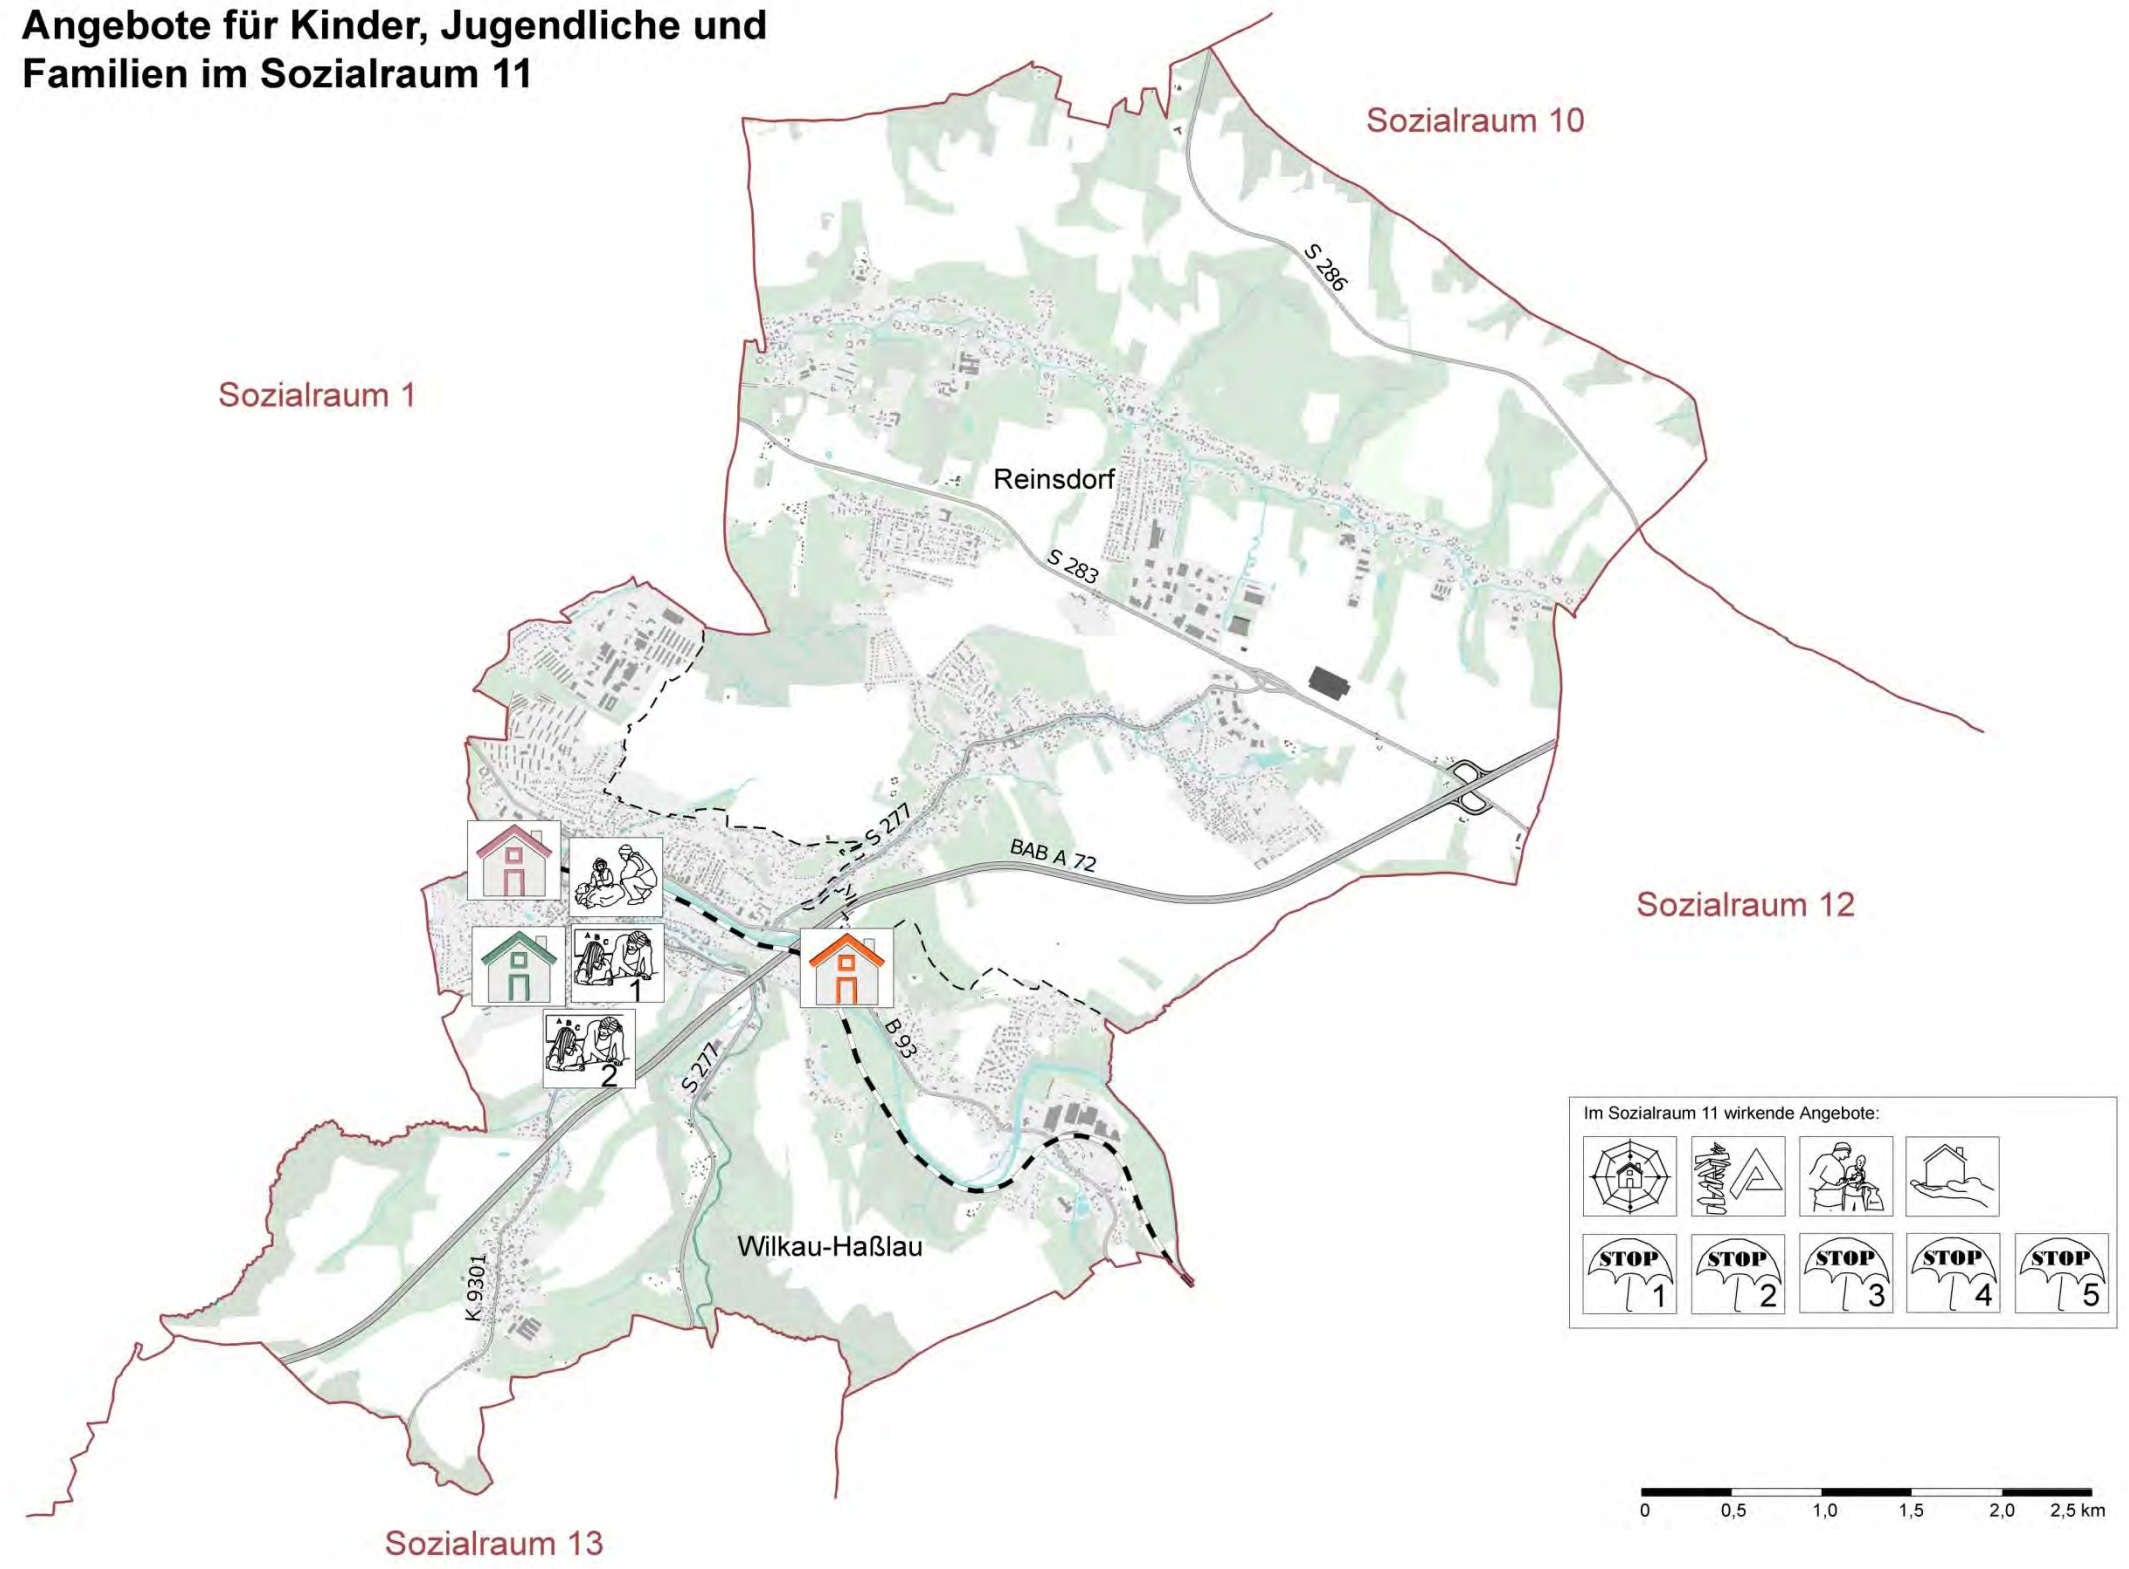 Angebote für Kinder, Jugendliche und
Familien im Sozialraum 11
Sozialraum 10
S 286
Sozialraum 1
Reinsdorf
S 283
S 277
BAB A 72
Sozialraum 12
A B C
1
A B C
2
B 93
S 277
Wilkau-Haßlau
K 9301
Sozialraum 13
Im Sozialraum 11 wirkende Angebote:
STOP 1
STOP 2
STOP 3
STOP 4
STOP 5
0 0,5 1,0 1,5 2,0 2,5 km